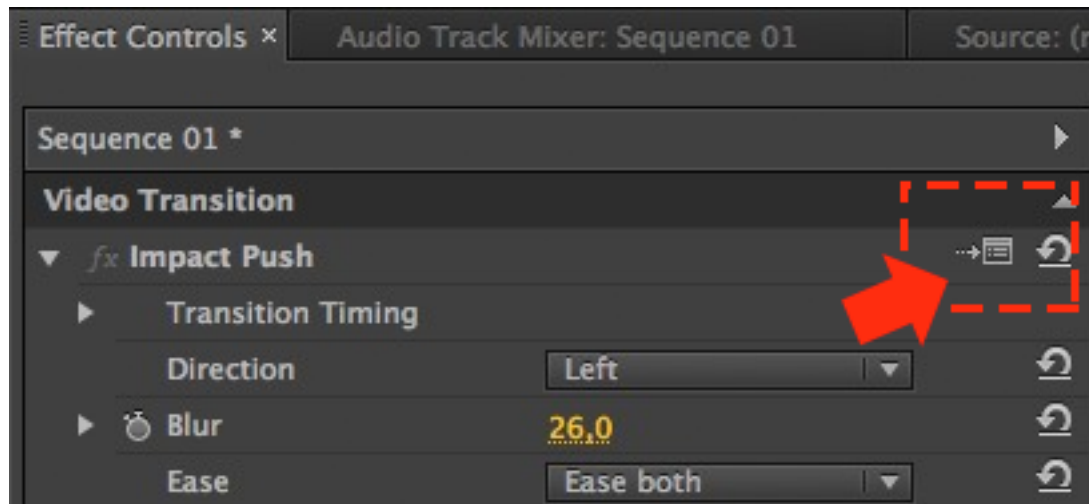 Effect Controls × Audio Track Mixer: Sequence 01 Source: (
Sequence 01 *
Video Transition
fx Impact Push
Transition Timing
Direction Left
Blur 26,0
Ease Ease both